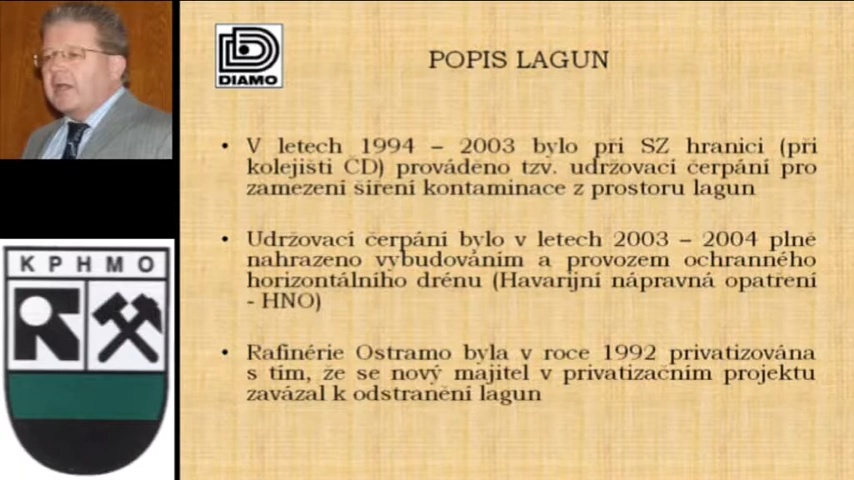 DIAMO
POPIS LAGUN
• V letech 1994 – 2003 bylo při SZ hranici (při
kolejišti ČD) prováděno tzv. udržovací čerpání pro
zamezení šíření kontaminace z prostoru lagun
• Udržovací čerpání bylo v letech 2003 – 2004 plně
nahrazeno vybudováním a provozem ochranného
horizontálního drénu (Havarijní nápravná opatření
- HNO)
• Rafinérie Ostramo byla v roce 1992 privatizována
s tím, že se nový majitel v privatizačním projektu
zavázal k odstranění lagun
KPHMO